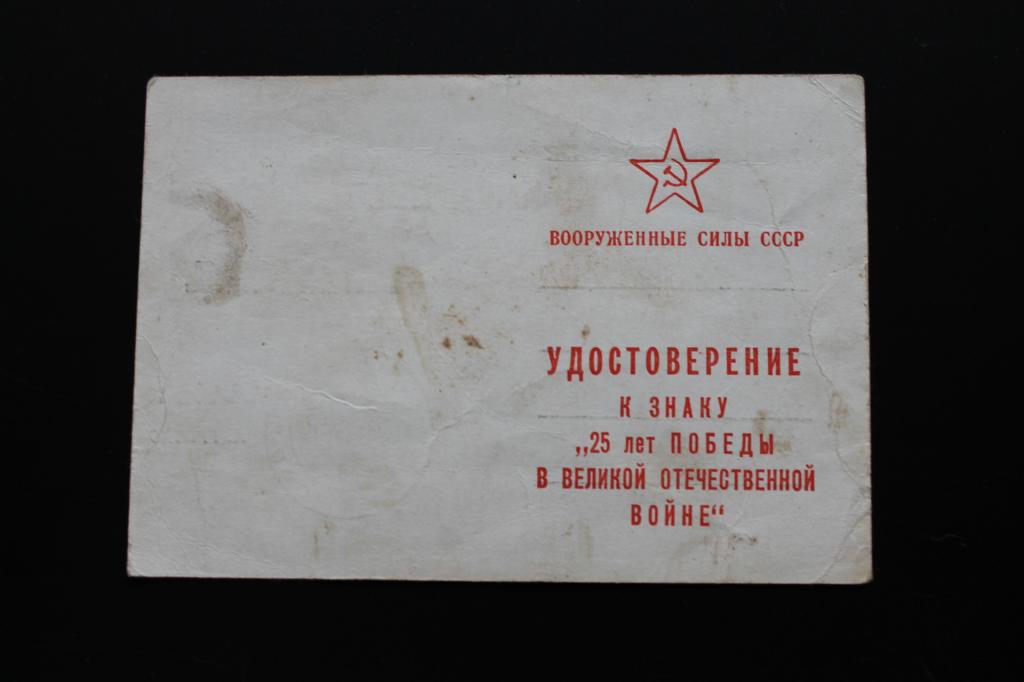 ВООРУЖЕННЫЕ СИЛЫ СССР
УДОСТОВЕРЕНИЕ
К ЗНАКУ
„25 лет ПОБЕДЫ
В ВЕЛИКОЙ ОТЕЧЕСТВЕННОЙ
ВОЙНЕ“